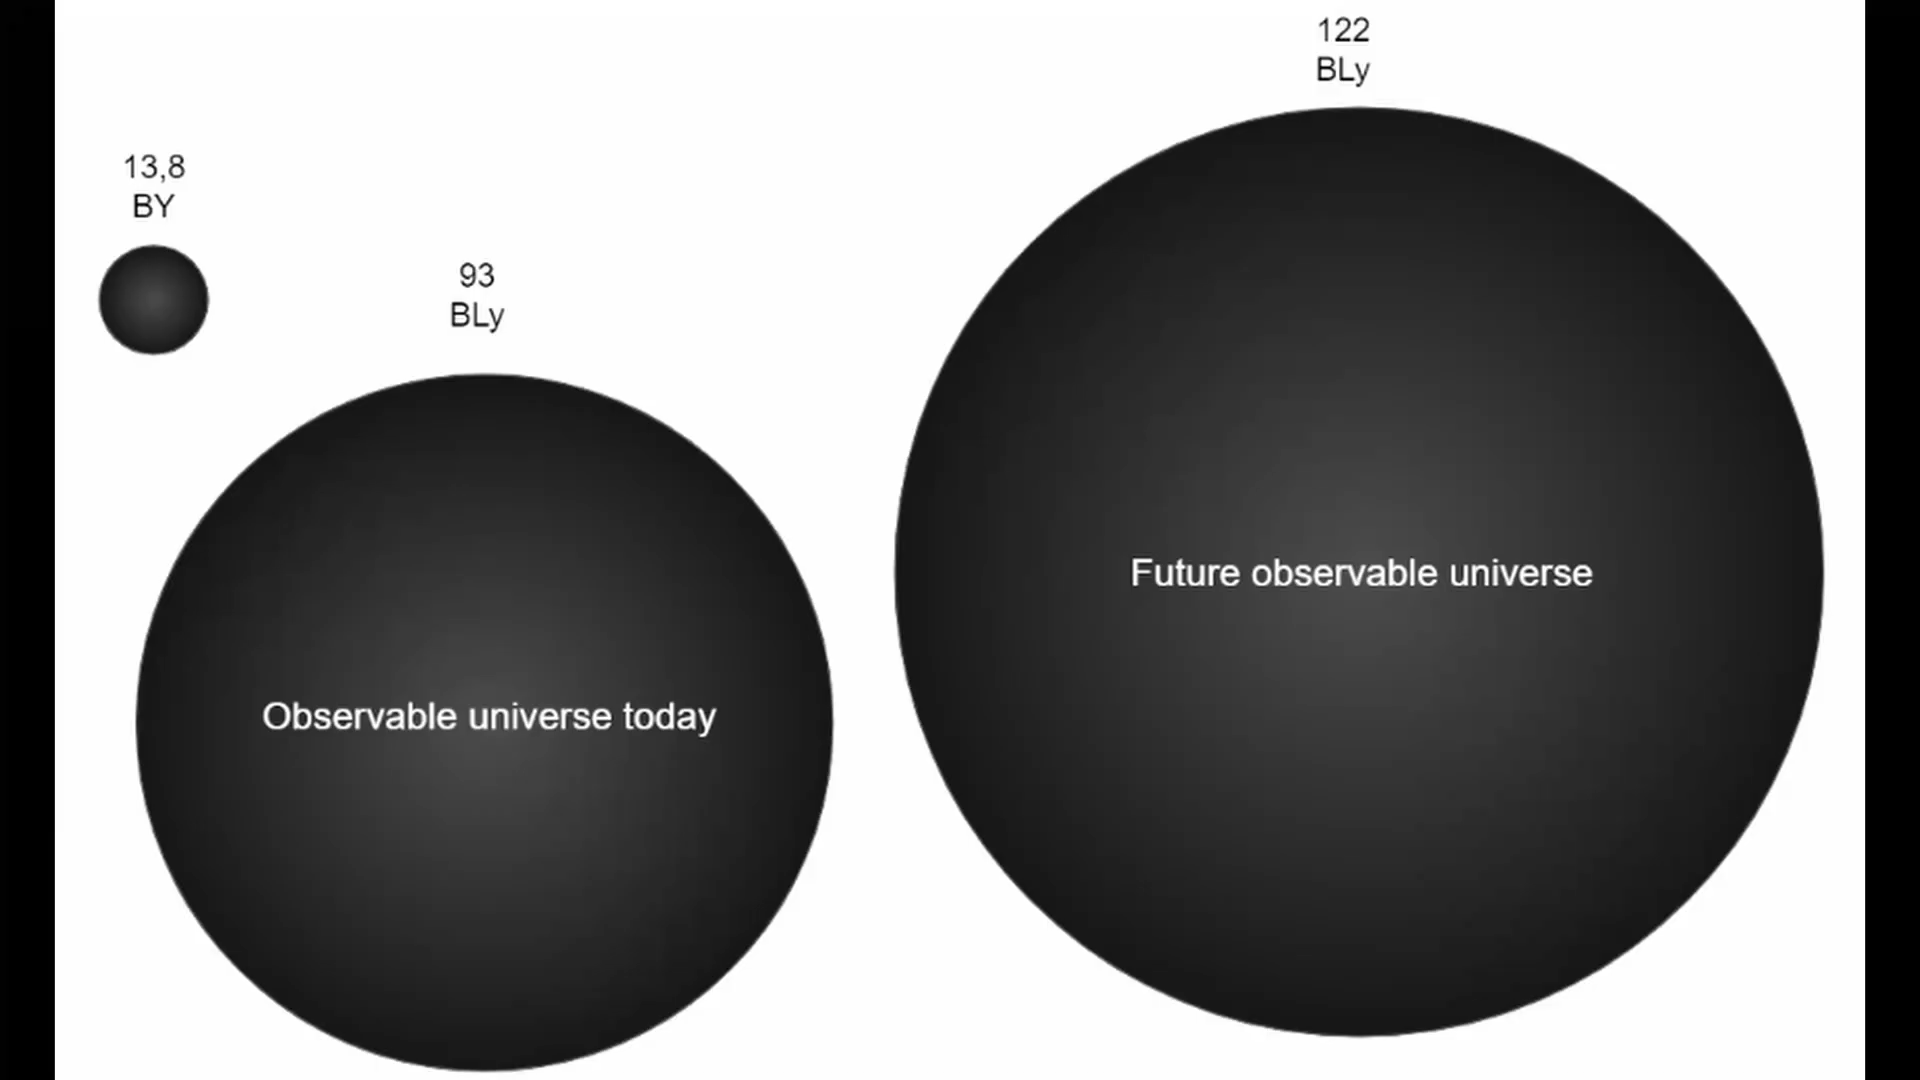 13,8
BY
93
BLy
Observable universe today
122
BLy
Future observable universe